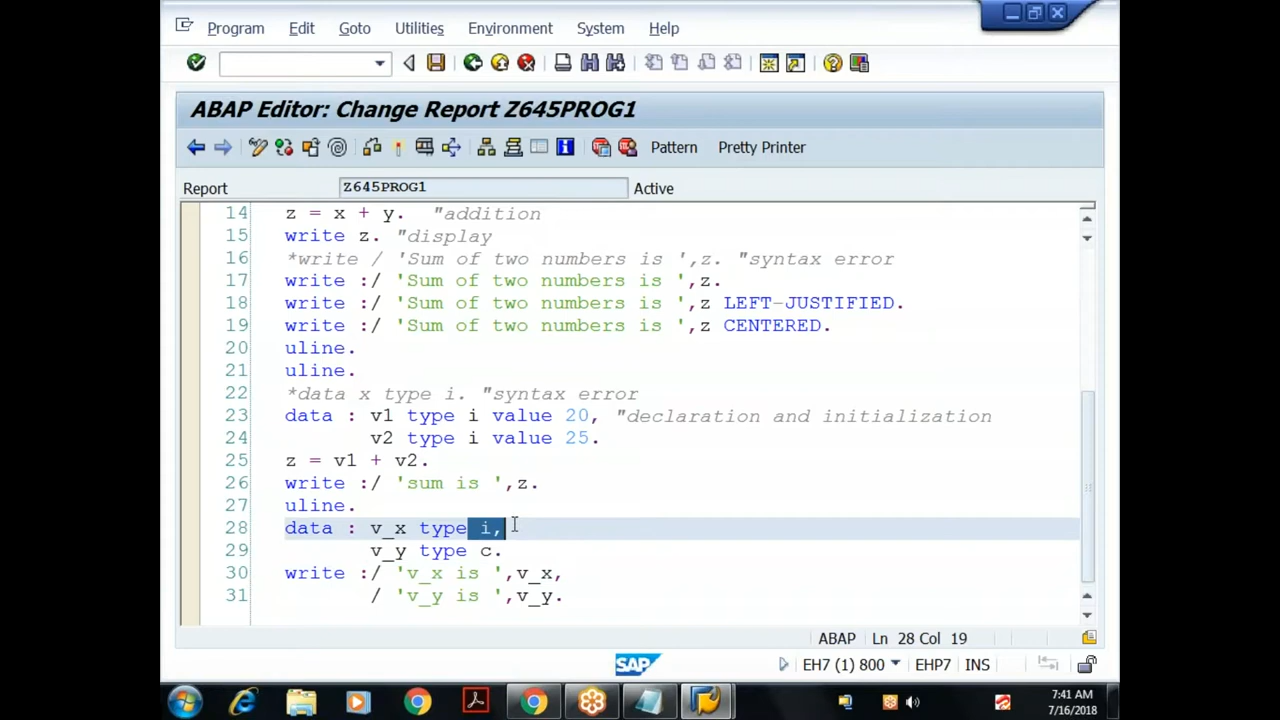 Program Edit Goto Utilities Environment System Help
ABAP Editor: Change Report Z645PROG1
Pattern Pretty Printer
Report Z645PROG1 Active
14 z = x + y. "addition
15 write z. "display
16 *write / 'Sum of two numbers is ',z. "syntax error
17 write :/ 'Sum of two numbers is ',z.
18 write :/ 'Sum of two numbers is ',z LEFT-JUSTIFIED.
19 write :/ 'Sum of two numbers is ',z CENTERED.
20 uline.
21 uline.
22 *data x type i. "syntax error
23 data : v1 type i value 20, "declaration and initialization
24 v2 type i value 25.
25 z = v1 + v2.
26 write :/ 'sum is ',z.
27 uline.
28 data : v_x type i,
29 v_y type c.
30 write :/ 'v_x is ',v_x,
31 / 'v_y is ',v_y.
ABAP Ln 28 Col 19
SAP EH7 (1) 800 EHP7 INS
7:41 AM
7/16/2018